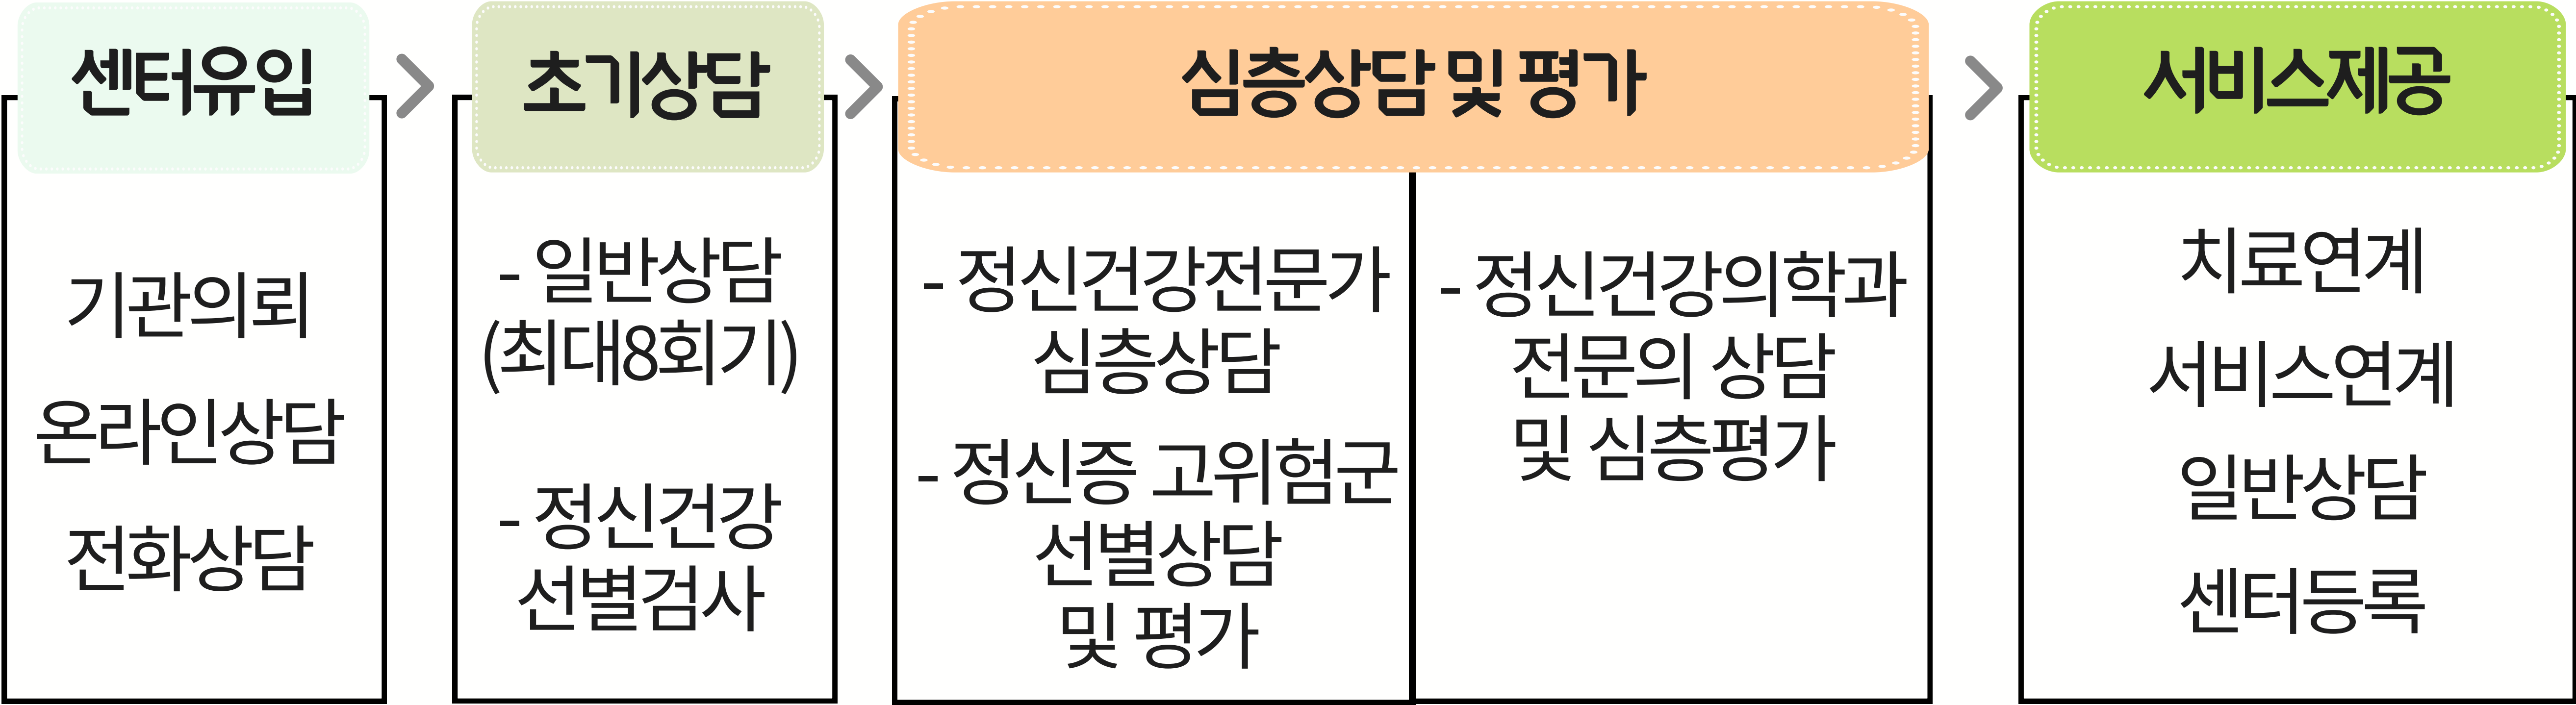 센터유입
기관의뢰
온라인상담
전화상담
초기상담
- 일반상담
(최대8회기)
- 정신건강
선별검사
심층상담 및 평가
- 정신건강전문가
심층상담
- 정신증 고위험군
선별상담
및 평가
- 정신건강의학과
전문의 상담
및 심층평가
서비스제공
치료연계
서비스연계
일반상담
센터등록